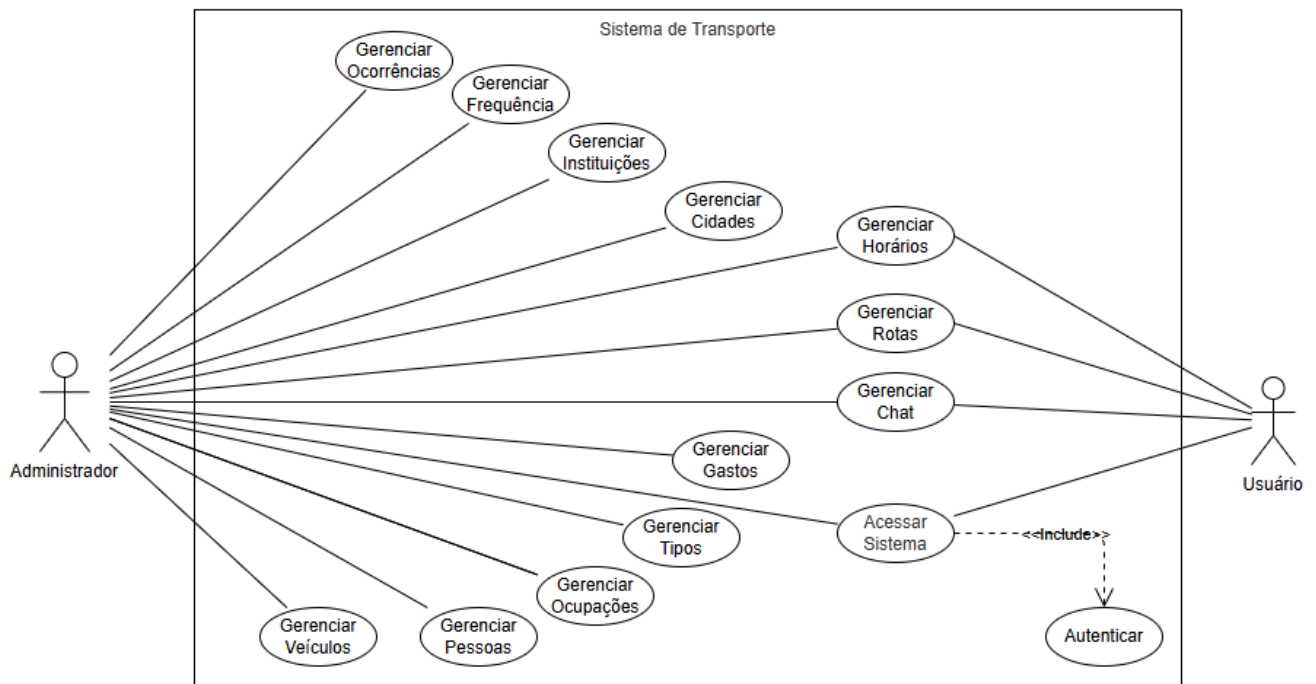 Sistema de Transporte
Gerenciar
Ocorrências
Gerenciar
Frequência
Gerenciar
Instituições
Gerenciar
Cidades
Gerenciar
Horários
Gerenciar
Rotas
Gerenciar
Chat
Administrador
Usuário
Gerenciar
Gastos
Acessar
Sistema
<<Include>>
Gerenciar
Tipos
Gerenciar
Ocupações
Gerenciar
Veículos
Gerenciar
Pessoas
Autenticar